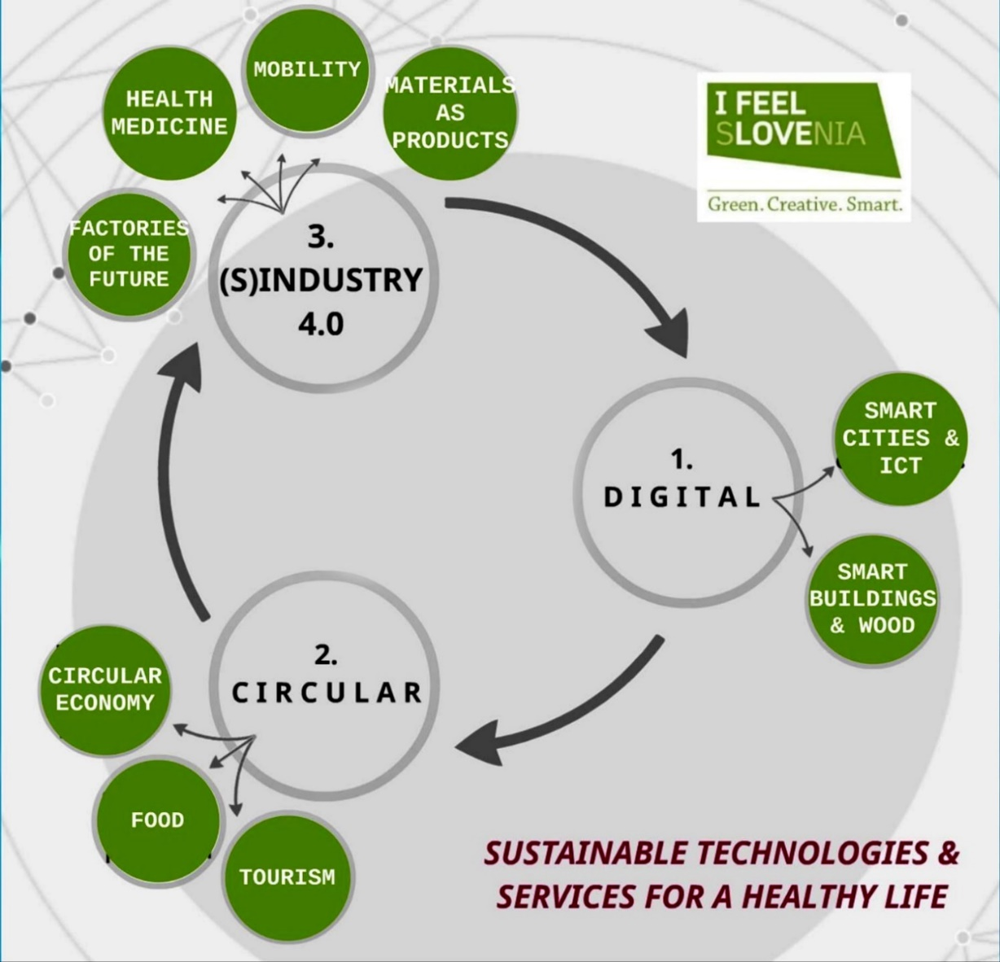 MOBILITY
HEALTH
MEDICINE
MATERIALS
AS
PRODUCTS
FACTORIES
OF THE
FUTURE
3.
(S)INDUSTRY
4.0
I FEEL
SLOVENIA
Green. Creative. Smart.
1.
DIGITAL
SMART
CITIES &
ICT
SMART
BUILDINGS
& WOOD
2.
CIRCULAR
CIRCULAR
ECONOMY
FOOD
TOURISM
SUSTAINABLE TECHNOLOGIES &
SERVICES FOR A HEALTHY LIFE